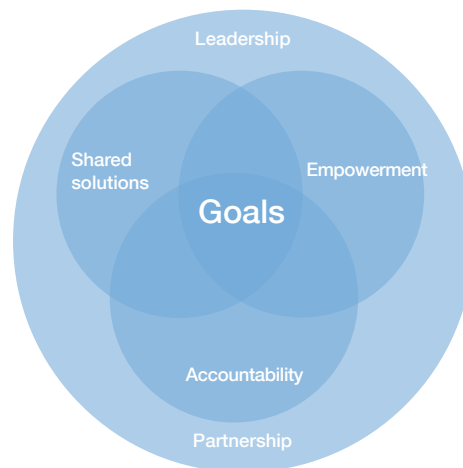 Leadership
Shared
solutions
Empowerment
Goals
Accountability
Partnership